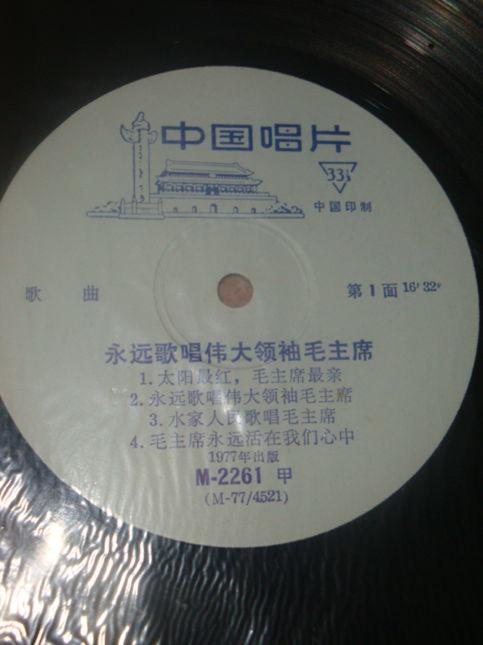 中国唱片
33⅓
中国印制
歌 曲
第1面 16′32″
永远歌唱伟大领袖毛主席
1.太阳最红，毛主席最亲
2.永远歌唱伟大领袖毛主席
3.水家人民歌唱毛主席
4.毛主席永远活在我们心中
1977年出版
M-2261 甲
(M-77/4521)